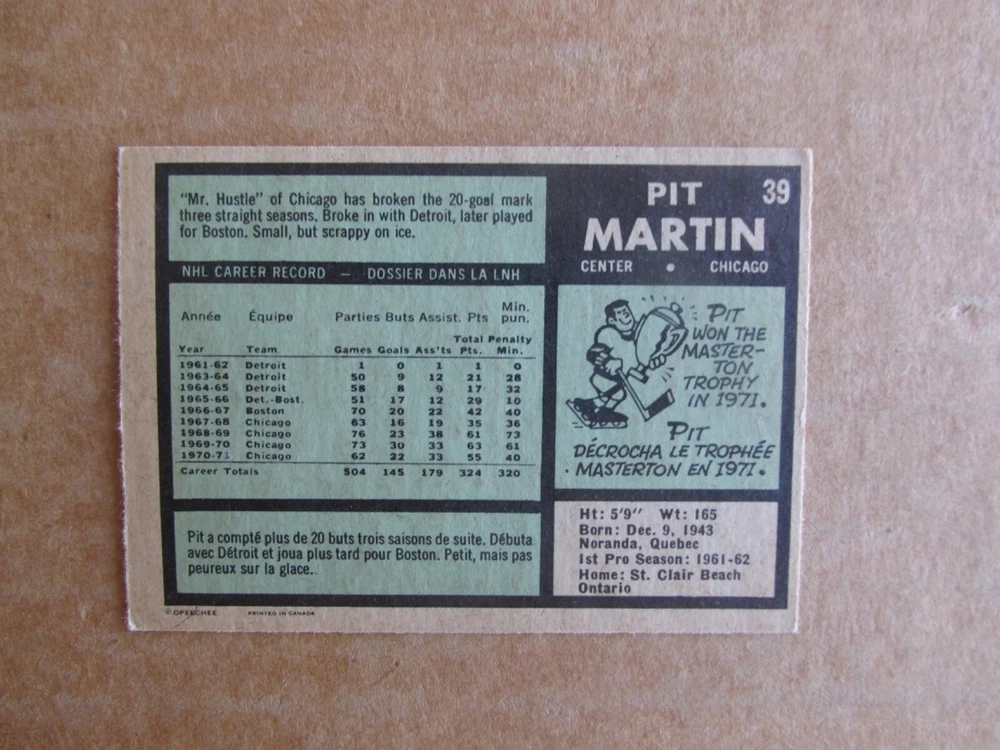 "Mr. Hustle" of Chicago has broken the 20-goal mark
three straight seasons. Broke in with Detroit, later played
for Boston. Small, but scrappy on ice.
NHL CAREER RECORD — DOSSIER DANS LA LNH
Année Équipe Parties Buts Assist. Pts Min. pun.
Year Team Games Goals Ass'ts Total Pts. Penalty Min.
1961-62 Detroit 1 0 1 1 0
1963-64 Detroit 50 9 12 21 28
1964-65 Detroit 58 8 9 17 32
1965-66 Det.-Bost. 51 17 12 29 10
1966-67 Boston 70 20 22 42 40
1967-68 Chicago 63 16 19 35 36
1968-69 Chicago 76 23 38 61 73
1969-70 Chicago 73 30 33 63 61
1970-71 Chicago 62 22 33 55 40
Career Totals 504 145 179 324 320
Pit a compté plus de 20 buts trois saisons de suite. Débuta
avec Détroit et joua plus tard pour Boston. Petit, mais pas
peureux sur la glace.
© OPEECHEE PRINTED IN CANADA
PIT 39
MARTIN
CENTER • CHICAGO
PIT
WON THE
MASTER-
TON
TROPHY
IN 1971.
PIT
DÉCROCHA LE TROPHÉE
MASTERTON EN 1971.
Ht: 5'9" Wt: 165
Born: Dec. 9, 1943
Noranda, Quebec
1st Pro Season: 1961-62
Home: St. Clair Beach
Ontario